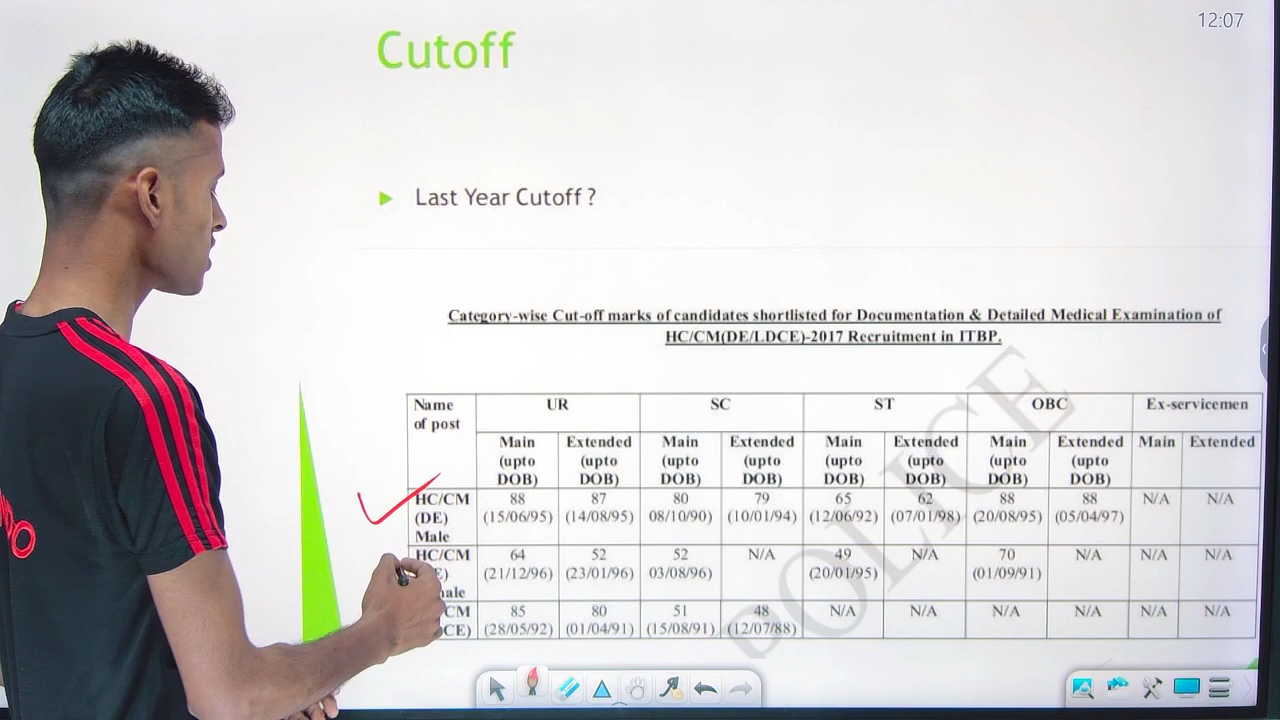 12:07
Cutoff
Last Year Cutoff ?
Category-wise Cut-off marks of candidates shortlisted for Documentation & Detailed Medical Examination of
HC/CM(DE/LDCE)-2017 Recruitment in ITBP.
Name of post UR SC ST OBC Ex-servicemen
Main (upto DOB) Extended (upto DOB) Main (upto DOB) Extended (upto DOB) Main (upto DOB) Extended (upto DOB) Main (upto DOB) Extended (upto DOB) Main Extended
HC/CM 88 87 80 79 65 62 88 88 N/A N/A
(DE) (15/06/95) (14/08/95) 08/10/90) (10/01/94) (12/06/92) (07/01/98) (20/08/95) (05/04/97)
Male
HC/CM 64 52 52 N/A 49 N/A 70 N/A N/A N/A
(21/12/96) (23/01/96) 03/08/96) (20/01/95) (01/09/91)
85 80 51 48 N/A N/A N/A N/A N/A N/A
(28/05/92) (01/04/91) (15/08/91) (12/07/88)
POLICE